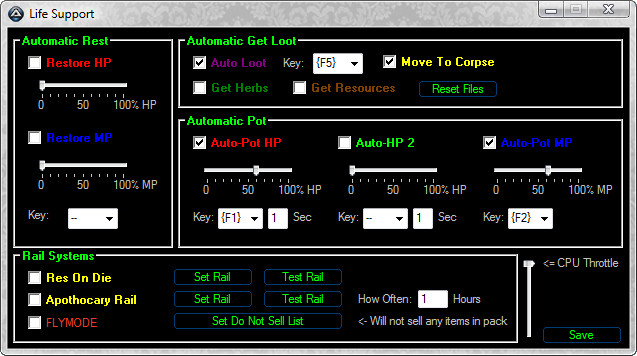 Life Support
Automatic Rest
Restore HP
0 50 100% HP
Restore MP
0 50 100% MP
Key: --
Automatic Get Loot
Auto Loot Key: {F5} Move To Corpse
Get Herbs Get Resources Reset Files
Automatic Pot
Auto-Pot HP Auto-HP 2 Auto-Pot MP
0 50 100% HP 0 50 100% HP 0 50 100% MP
Key: {F1} 1 Sec Key: -- 1 Sec Key: {F2}
Rail Systems
Res On Die Set Rail Test Rail
Apothocary Rail Set Rail Test Rail How Often: 1 Hours
FLYMODE Set Do Not Sell List <- Will not sell any items in pack
<= CPU Throttle
Save